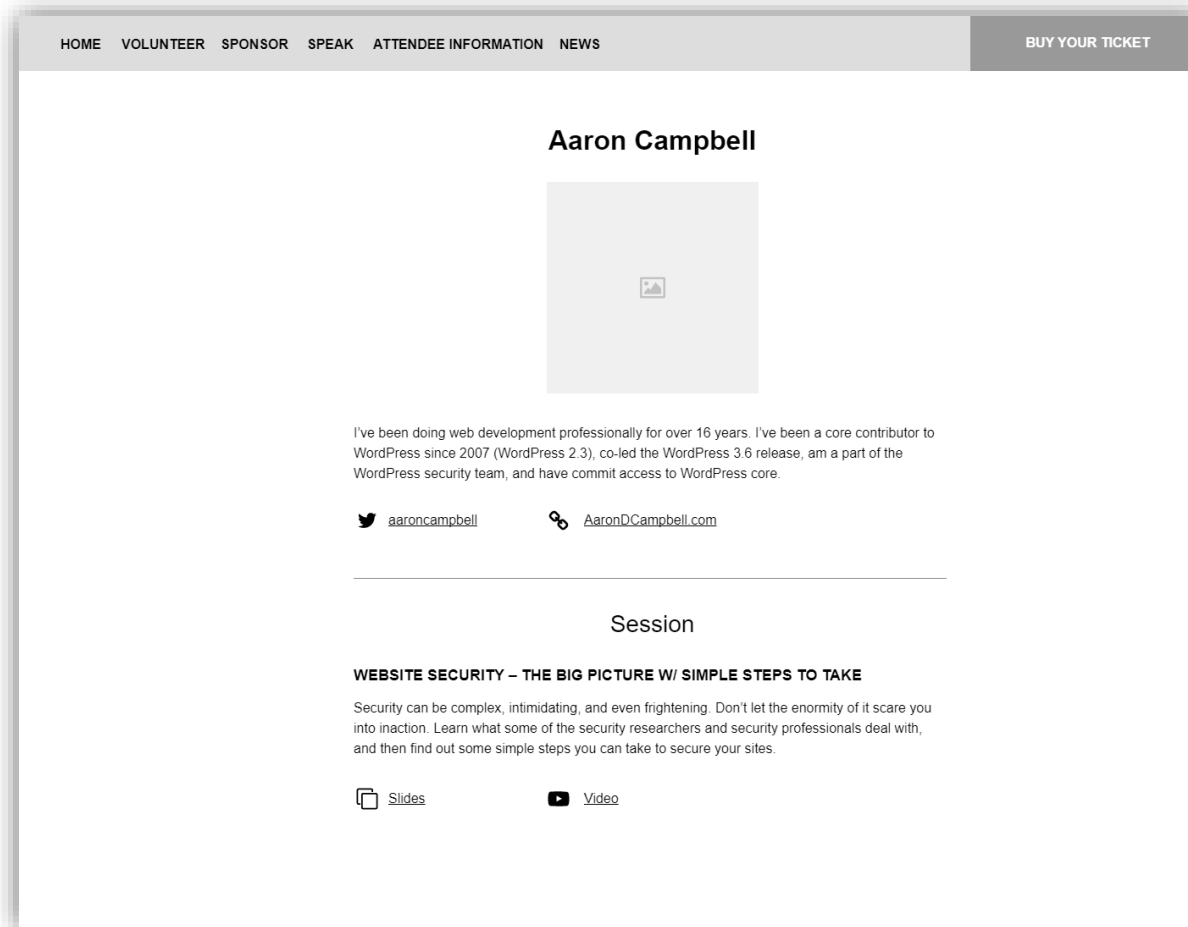 HOME VOLUNTEER SPONSOR SPEAK ATTENDEE INFORMATION NEWS BUY YOUR TICKET
Aaron Campbell
I’ve been doing web development professionally for over 16 years. I’ve been a core contributor to
WordPress since 2007 (WordPress 2.3), co-led the WordPress 3.6 release, am a part of the
WordPress security team, and have commit access to WordPress core.
aaroncampbell AaronDCampbell.com
Session
WEBSITE SECURITY – THE BIG PICTURE W/ SIMPLE STEPS TO TAKE
Security can be complex, intimidating, and even frightening. Don’t let the enormity of it scare you
into inaction. Learn what some of the security researchers and security professionals deal with,
and then find out some simple steps you can take to secure your sites.
Slides Video